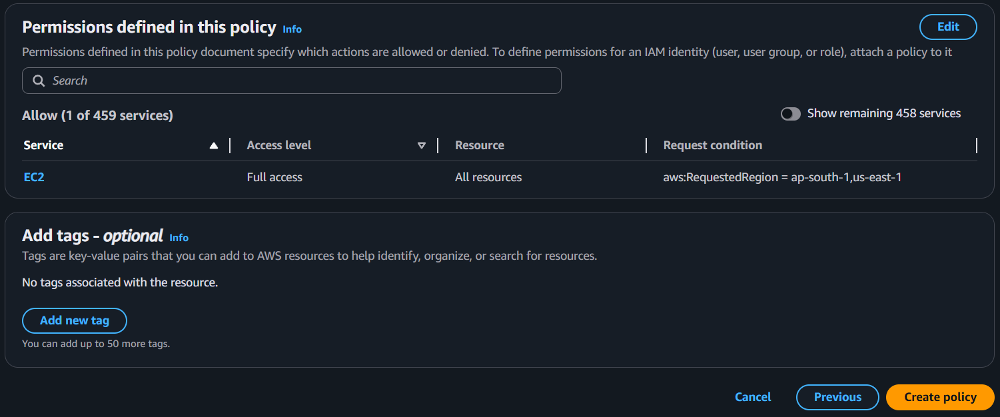 Permissions defined in this policy Info
Edit
Permissions defined in this policy document specify which actions are allowed or denied. To define permissions for an IAM identity (user, user group, or role), attach a policy to it
Search
Allow (1 of 459 services)
Show remaining 458 services
Service Access level Resource Request condition
EC2 Full access All resources aws:RequestedRegion = ap-south-1,us-east-1
Add tags - optional Info
Tags are key-value pairs that you can add to AWS resources to help identify, organize, or search for resources.
No tags associated with the resource.
Add new tag
You can add up to 50 more tags.
Cancel Previous Create policy